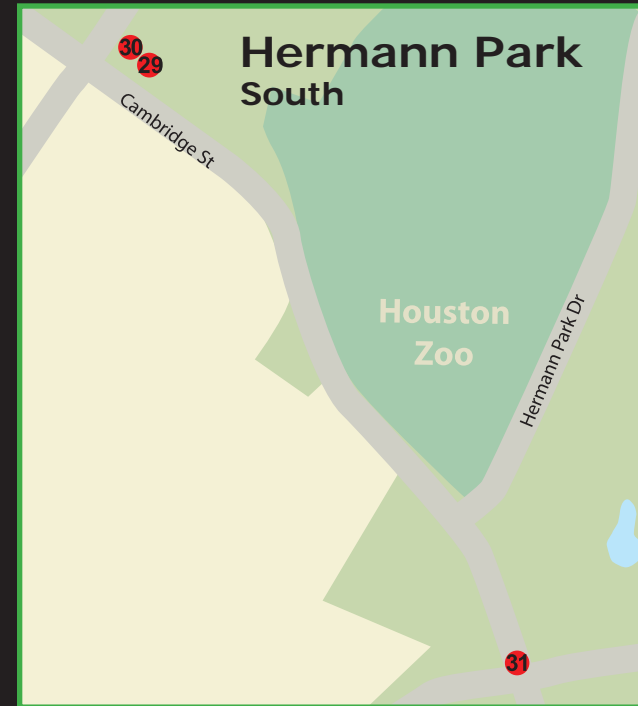 Hermann Park
South
30
29
Cambridge St
Houston
Zoo
Hermann Park Dr
31